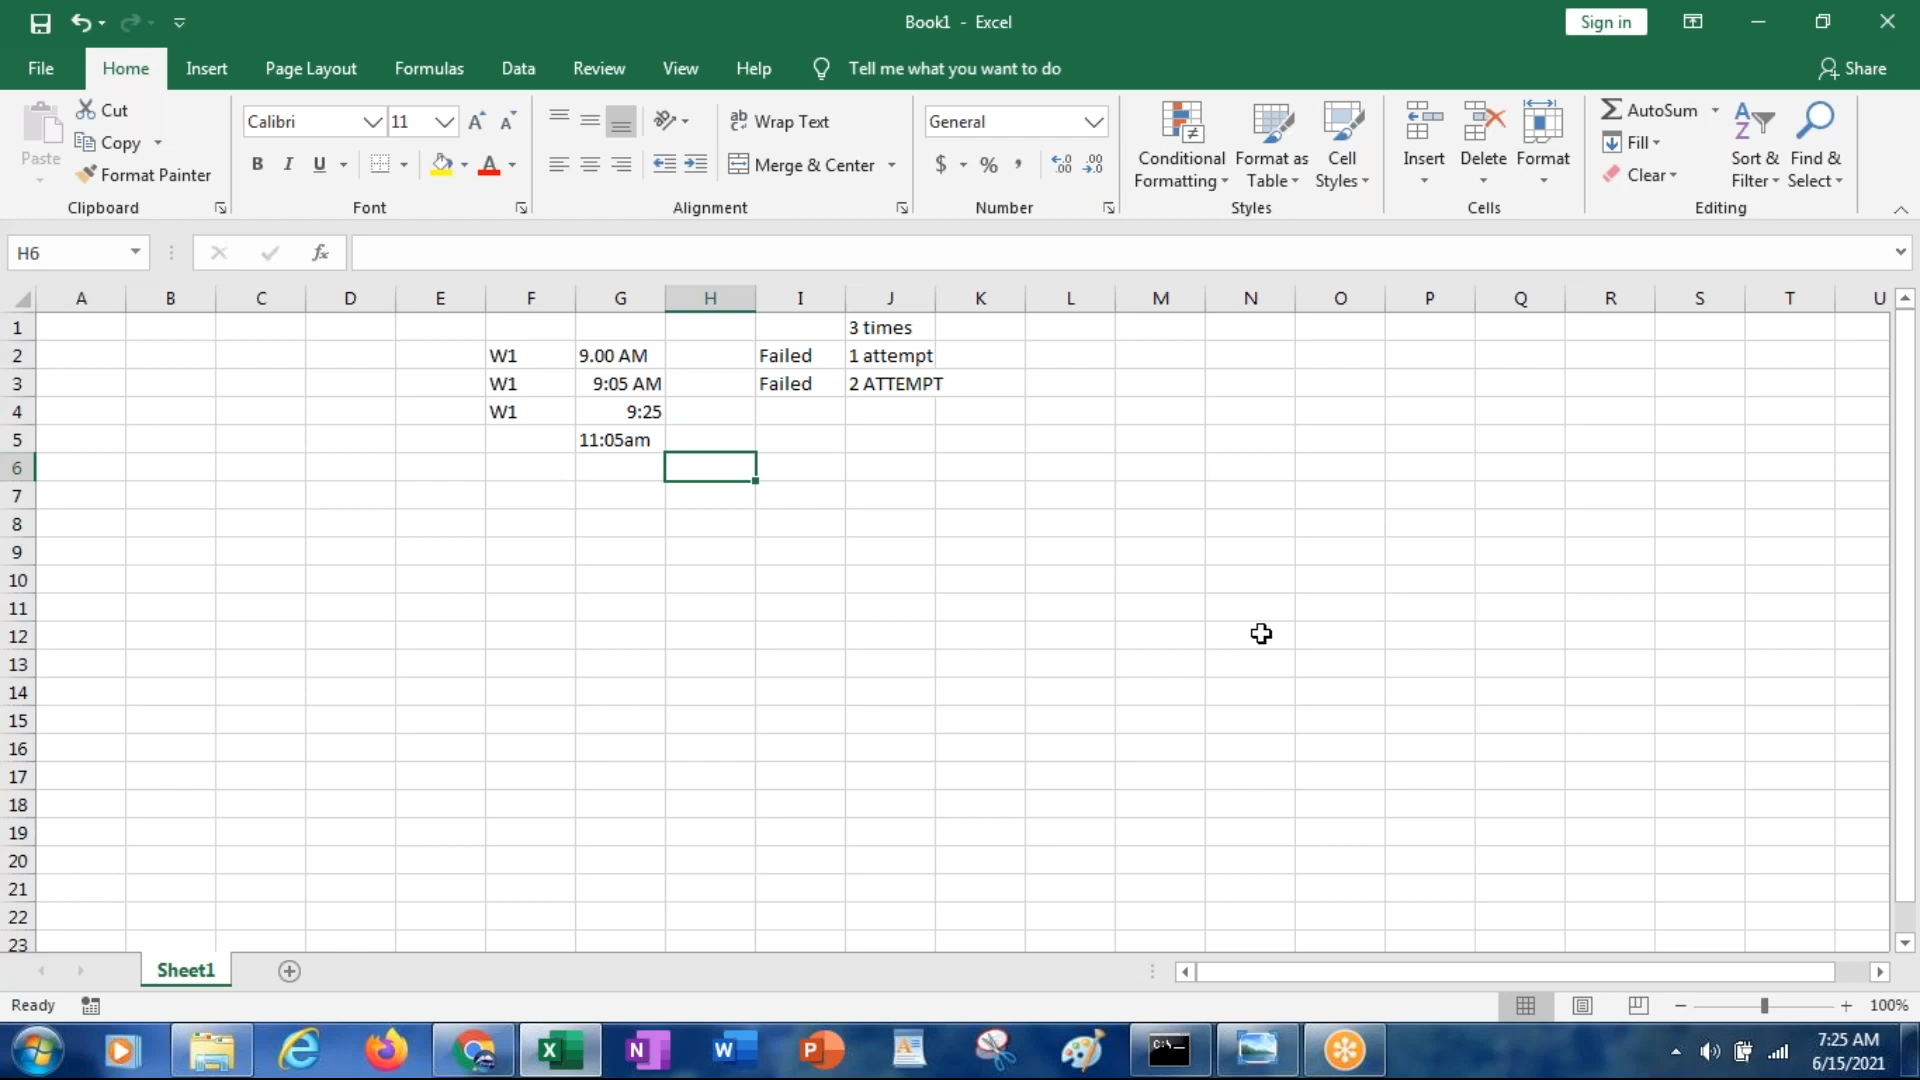 Book1 - Excel
Sign in
File Home Insert Page Layout Formulas Data Review View Help Tell me what you want to do Share
Paste
Cut
Copy
Format Painter
Clipboard
Calibri 11
B I U A
Font
ab Wrap Text
Merge & Center
Alignment
General
$ % ,
Number
Conditional Formatting
Format as Table
Cell Styles
Styles
Insert Delete Format
Cells
AutoSum
Fill
Clear
Sort & Filter
Find & Select
Editing
H6 fx
A B C D E F G H I J K L M N O P Q R S T U
1 3 times
2 W1 9.00 AM Failed 1 attempt
3 W1 9:05 AM Failed 2 ATTEMPT
4 W1 9:25
5 11:05am
6
7
8
9
10
11
12
13
14
15
16
17
18
19
20
21
22
23
Sheet1
Ready 100%
7:25 AM
6/15/2021